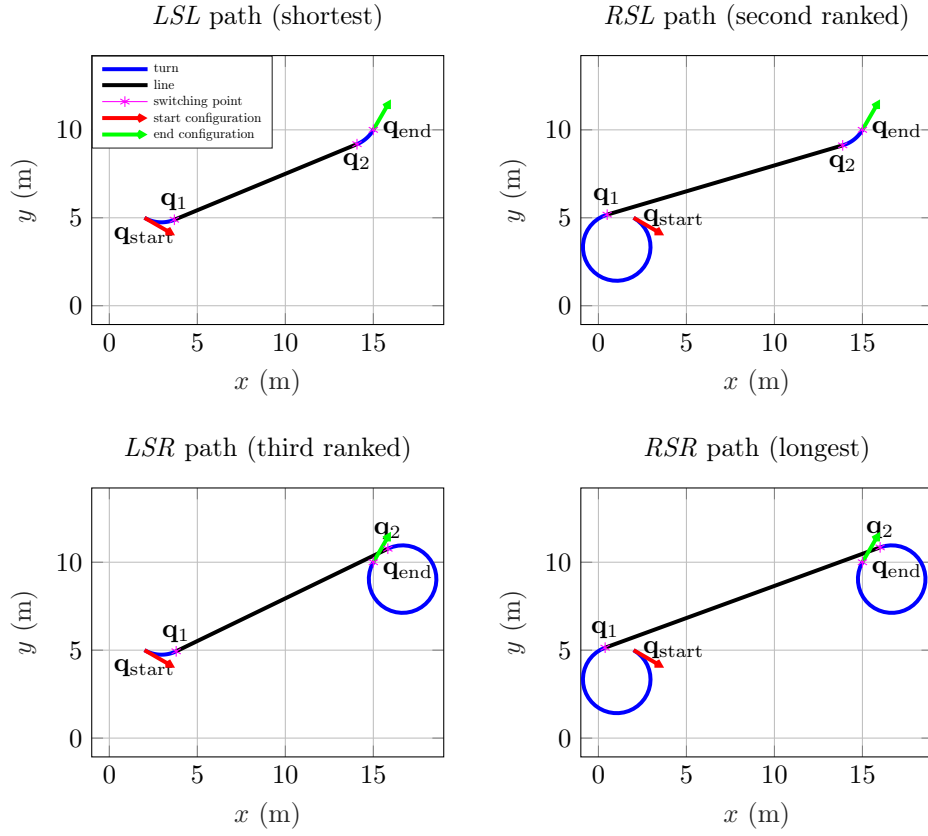 LSL path (shortest)
turn
line
switching point
start configuration
end configuration
q1
q2
qstart
qend
0
5
10
0
5
10
15
x (m)
y (m)
RSL path (second ranked)
q1
q2
qstart
qend
0
5
10
0
5
10
15
x (m)
y (m)
LSR path (third ranked)
q1
q2
qstart
qend
0
5
10
0
5
10
15
x (m)
y (m)
RSR path (longest)
q1
q2
qstart
qend
0
5
10
0
5
10
15
x (m)
y (m)